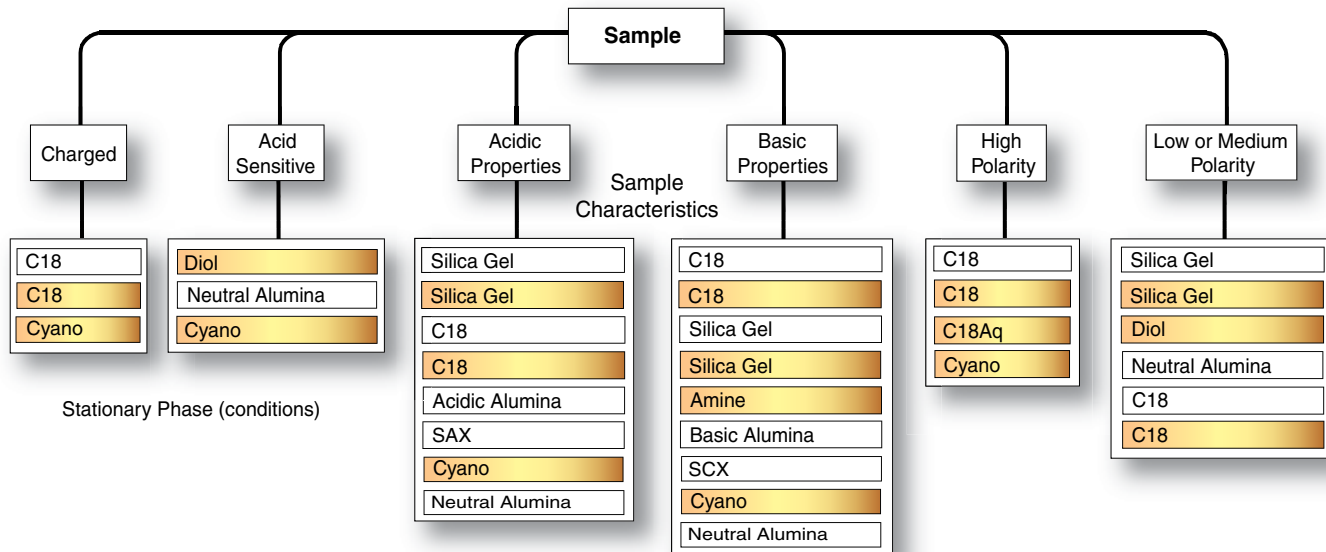 Sample
Charged
Acid
Sensitive
Acidic
Properties
Basic
Properties
High
Polarity
Low or Medium
Polarity
Sample
Characteristics
C18
C18
Cyano
Diol
Neutral Alumina
Cyano
Silica Gel
Silica Gel
C18
C18
Acidic Alumina
SAX
Cyano
Neutral Alumina
C18
C18
Silica Gel
Silica Gel
Amine
Basic Alumina
SCX
Cyano
Neutral Alumina
C18
C18
C18Aq
Cyano
Silica Gel
Silica Gel
Diol
Neutral Alumina
C18
C18
Stationary Phase (conditions)